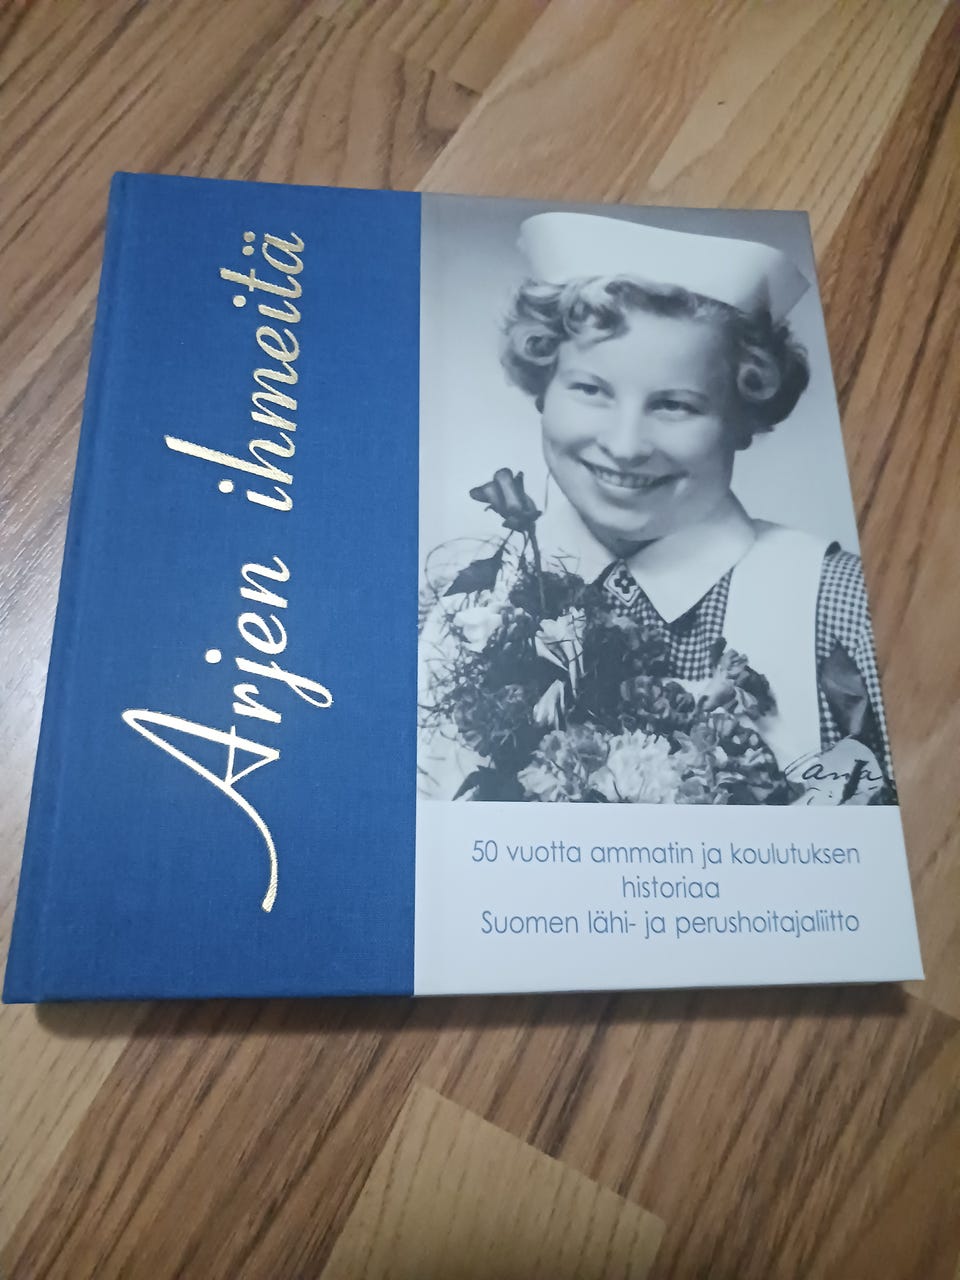 Arjen ihmeitä
50 vuotta ammatin ja koulutuksen
historiaa
Suomen lähi- ja perushoitajaliitto